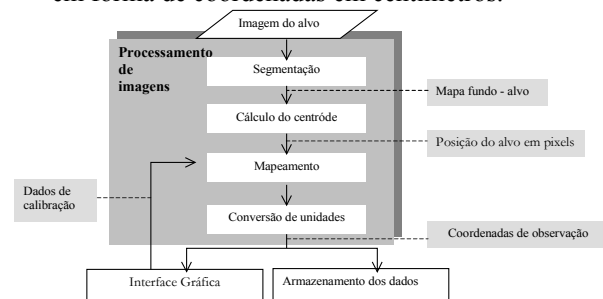 em forma de coordenadas em centímetros.
Imagem do alvo
Processamento
de
imagens
Segmentação
Mapa fundo - alvo
Cálculo do centróde
Posição do alvo em pixels
Mapeamento
Dados de
calibração
Conversão de unidades
Coordenadas de observação
Interface Gráfica
Armazenamento dos dados